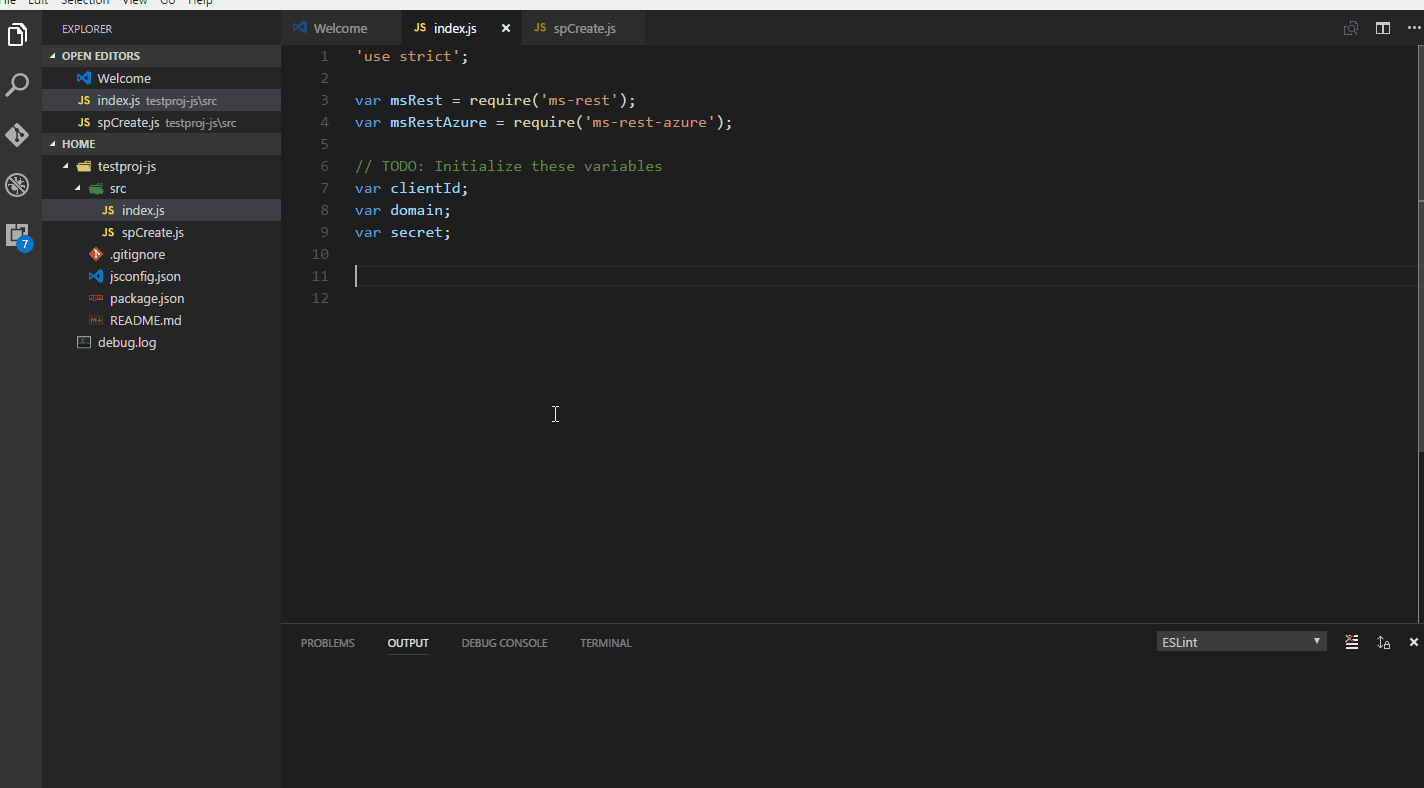 File Edit Selection View Go Help
EXPLORER
OPEN EDITORS
Welcome
JS index.js testproj-js\src
JS spCreate.js testproj-js\src
HOME
testproj-js
src
JS index.js
JS spCreate.js
.gitignore
jsconfig.json
package.json
README.md
debug.log
7
Welcome JS index.js × JS spCreate.js
1 'use strict';
2
3 var msRest = require('ms-rest');
4 var msRestAzure = require('ms-rest-azure');
5
6 // TODO: Initialize these variables
7 var clientId;
8 var domain;
9 var secret;
10
11
12
PROBLEMS OUTPUT DEBUG CONSOLE TERMINAL ESLint